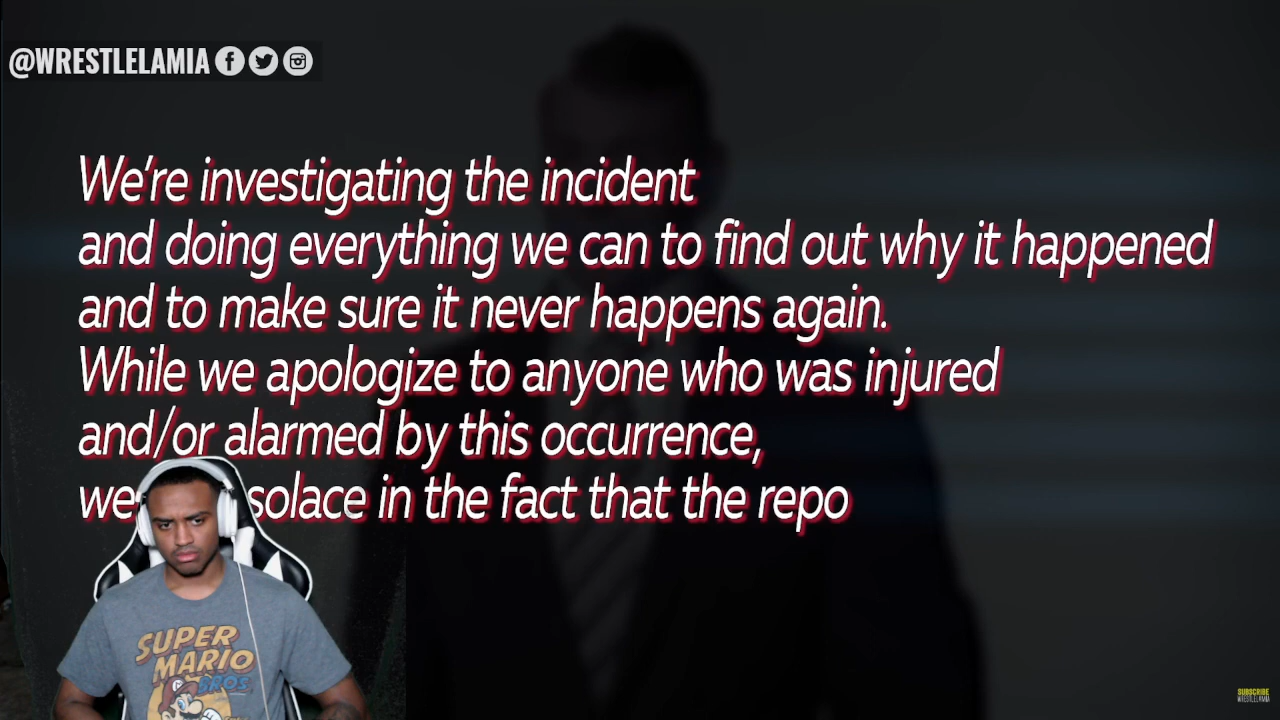 @WRESTLELAMIA
We're investigating the incident
and doing everything we can to find out why it happened
and to make sure it never happens again.
While we apologize to anyone who was injured
and/or alarmed by this occurrence,
we solace in the fact that the repo
SUPER
MARIO
BROS.
SUBSCRIBE
WRESTLELAMIA